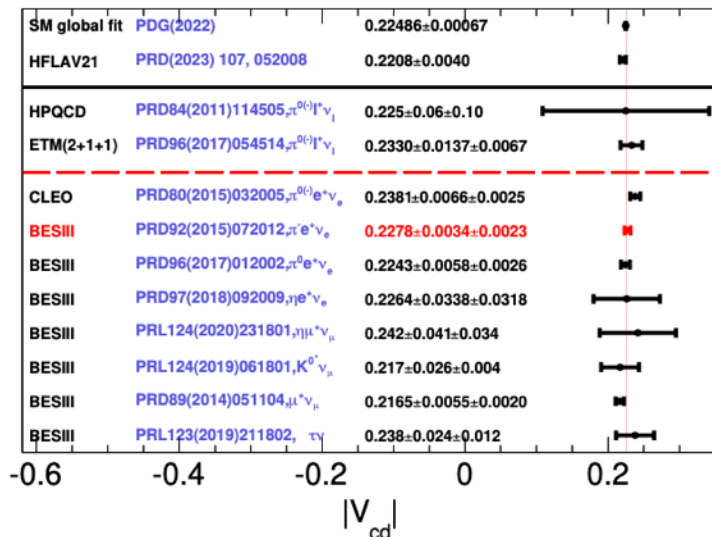 SM global fit PDG(2022) 0.22486±0.00067
HFLAV21 PRD(2023) 107, 052008 0.2208±0.0040
HPQCD PRD84(2011)114505,π⁰⁽⁻⁾l⁺νₗ 0.225±0.06±0.10
ETM(2+1+1) PRD96(2017)054514,π⁰⁽⁻⁾l⁺νₗ 0.2330±0.0137±0.0067
CLEO PRD80(2015)032005,π⁰⁽⁻⁾e⁺νₑ 0.2381±0.0066±0.0025
BESIII PRD92(2015)072012,π⁻e⁺νₑ 0.2278±0.0034±0.0023
BESIII PRD96(2017)012002,π⁰e⁺νₑ 0.2243±0.0058±0.0026
BESIII PRD97(2018)092009,ηe⁺νₑ 0.2264±0.0338±0.0318
BESIII PRL124(2020)231801,ημ⁺ν_μ 0.242±0.041±0.034
BESIII PRL124(2019)061801,K⁰*ν_μ 0.217±0.026±0.004
BESIII PRD89(2014)051104,μ⁺ν_μ 0.2165±0.0055±0.0020
BESIII PRL123(2019)211802, τν 0.238±0.024±0.012
-0.6 -0.4 -0.2 0 0.2
|V_cd|